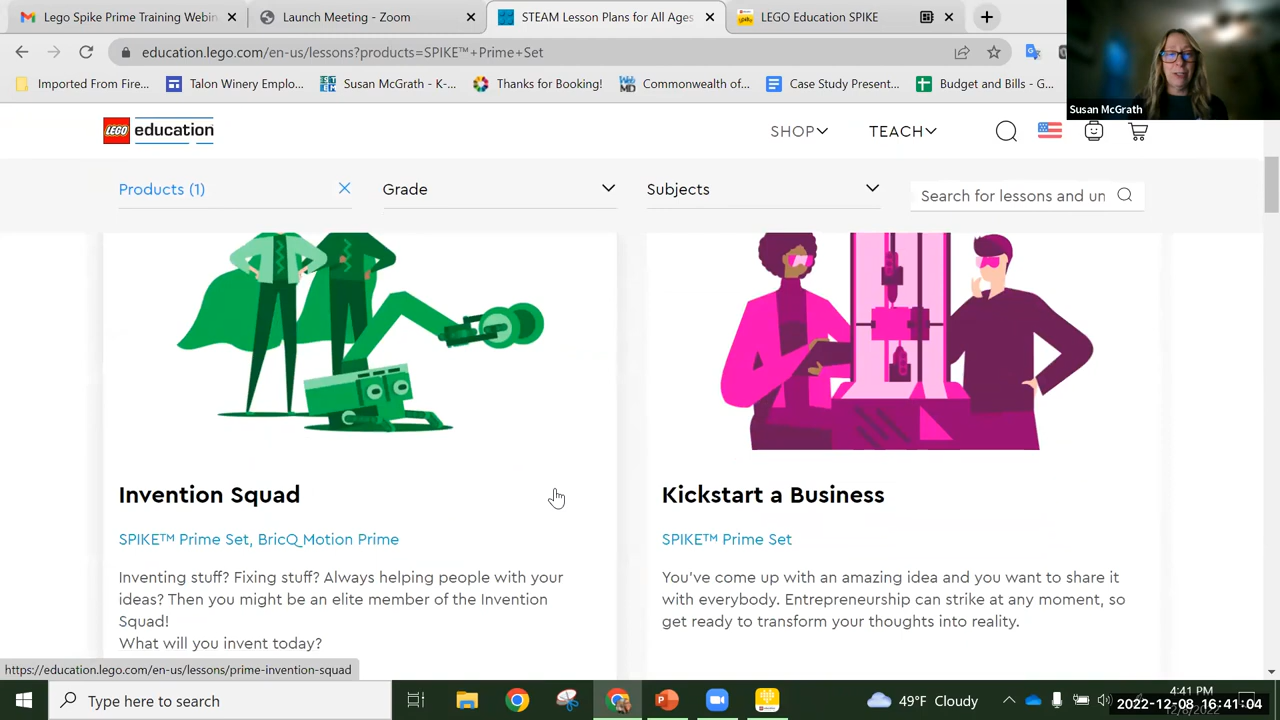 Lego Spike Prime Training Webin
Launch Meeting - Zoom
STEAM Lesson Plans for All Ages
LEGO Education SPIKE
education.lego.com/en-us/lessons?products=SPIKE™+Prime+Set
Imported From Fire...
Talon Winery Emplo...
Susan McGrath - K-...
Thanks for Booking!
Commonwealth of...
Case Study Present...
Budget and Bills - G...
Susan McGrath
LEGO education
SHOP
TEACH
Products (1)
Grade
Subjects
Search for lessons and un
Invention Squad
SPIKE™ Prime Set, BricQ Motion Prime
Inventing stuff? Fixing stuff? Always helping people with your
ideas? Then you might be an elite member of the Invention
Squad!
What will you invent today?
Kickstart a Business
SPIKE™ Prime Set
You've come up with an amazing idea and you want to share it
with everybody. Entrepreneurship can strike at any moment, so
get ready to transform your thoughts into reality.
https://education.lego.com/en-us/lessons/prime-invention-squad
Type here to search
49°F Cloudy
4:41 PM
2022-12-08 16:41:04